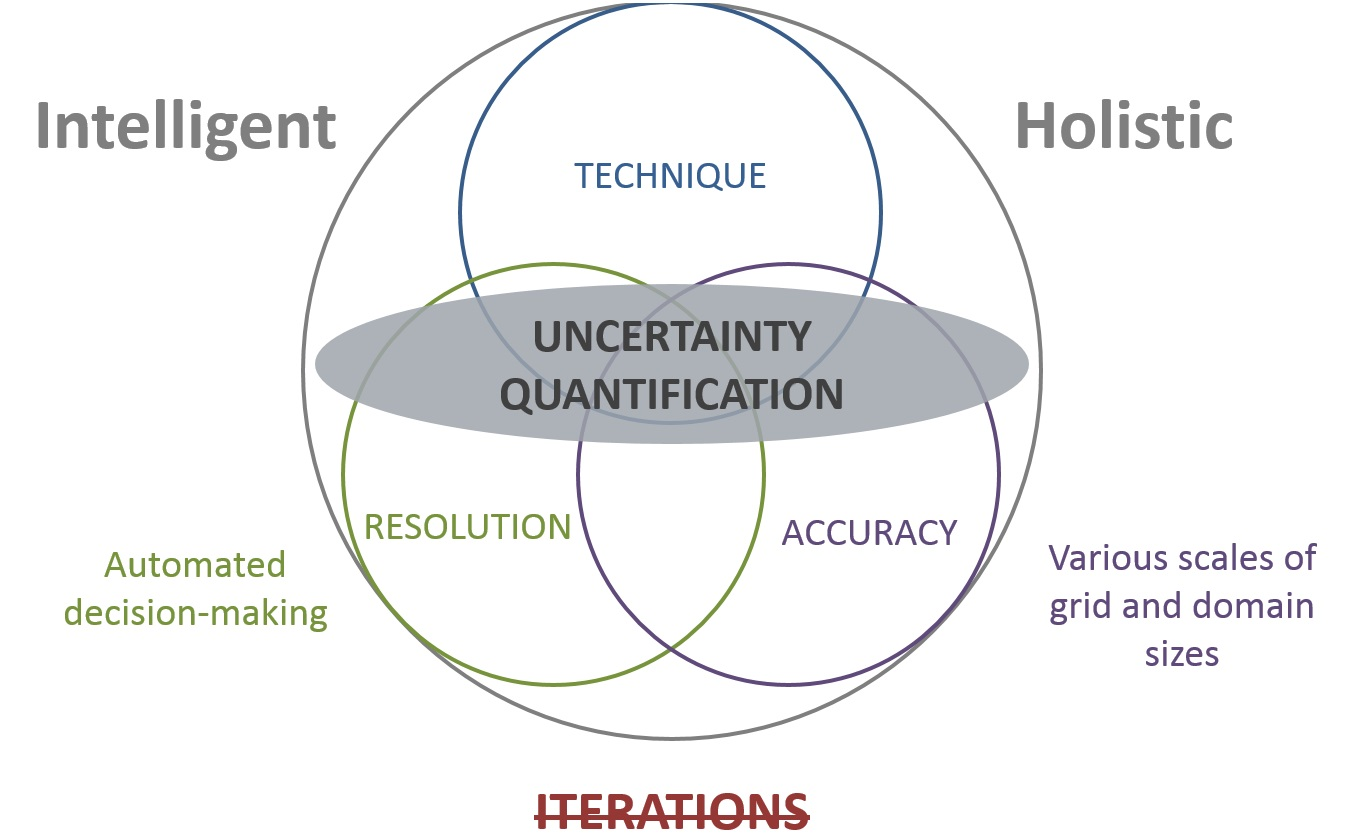 Intelligent
Holistic
TECHNIQUE
UNCERTAINTY
QUANTIFICATION
RESOLUTION
ACCURACY
Automated
decision-making
Various scales of
grid and domain
sizes
ITERATIONS